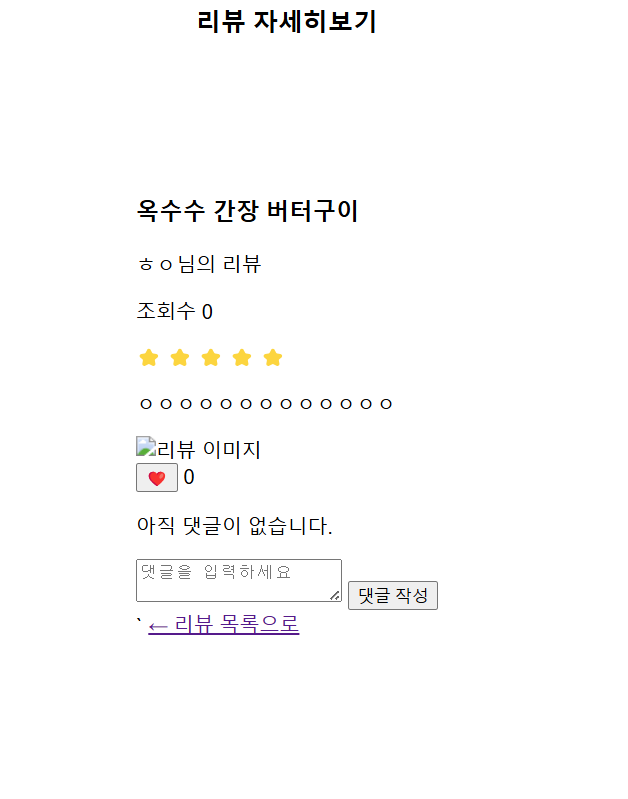 리뷰 자세히보기
옥수수 간장 버터구이
ㅎㅇ님의 리뷰
조회수 0
ㅇㅇㅇㅇㅇㅇㅇㅇㅇㅇㅇㅇㅇ
리뷰 이미지
0
아직 댓글이 없습니다.
댓글을 입력하세요
댓글 작성
` ← 리뷰 목록으로